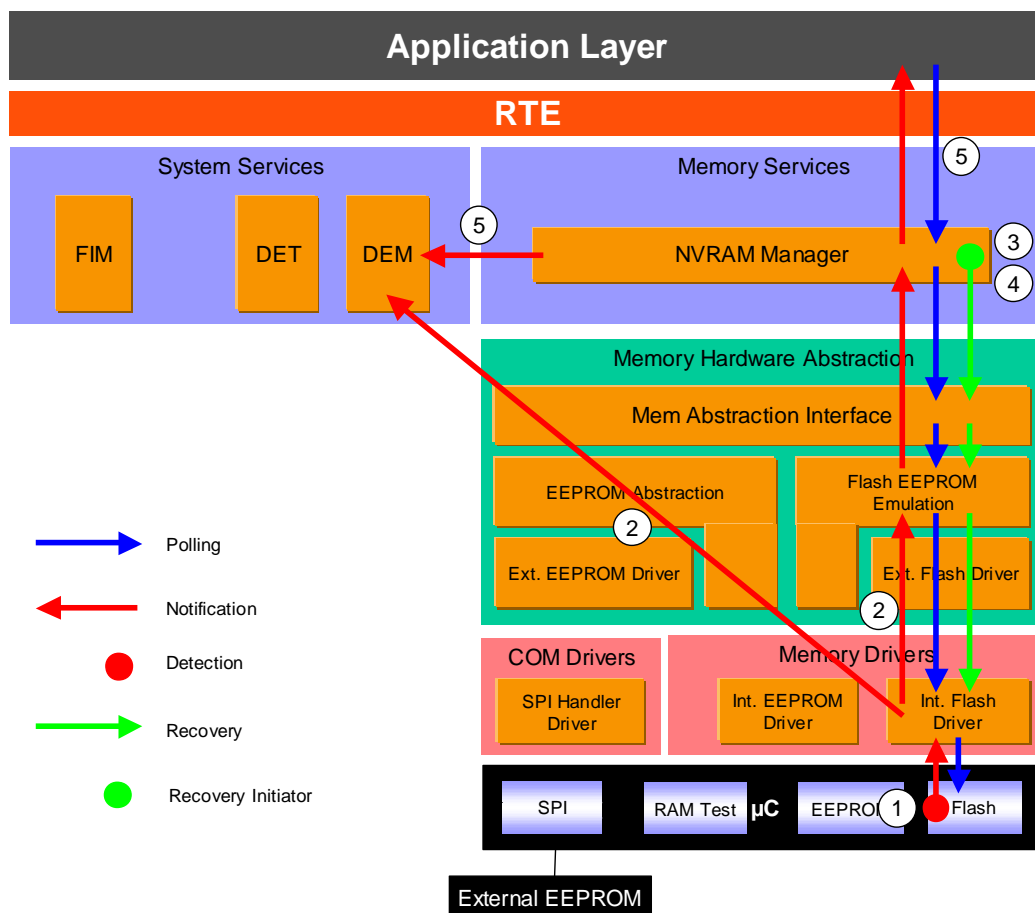 Application Layer
RTE
System Services
Memory Services
5
FIM
DET
DEM
5
NVRAM Manager
3
4
Memory Hardware Abstraction
Mem Abstraction Interface
EEPROM Abstraction
Flash EEPROM
Emulation
2
Ext. EEPROM Driver
Ext. Flash Driver
2
Polling
Notification
Detection
Recovery
Recovery Initiator
COM Drivers
Memory Drivers
SPI Handler
Driver
Int. EEPROM
Driver
Int. Flash
Driver
SPI
RAM Test
µC
EEPROM
1
Flash
External EEPROM